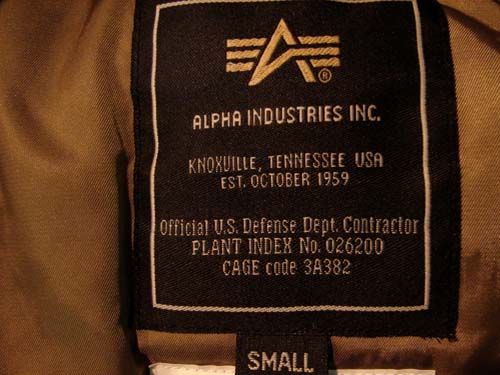 ALPHA INDUSTRIES INC.
KNOXVILLE, TENNESSEE USA
EST. OCTOBER 1959
Official U.S. Defense Dept. Contractor
PLANT INDEX No. 026200
CAGE code 3A382
SMALL